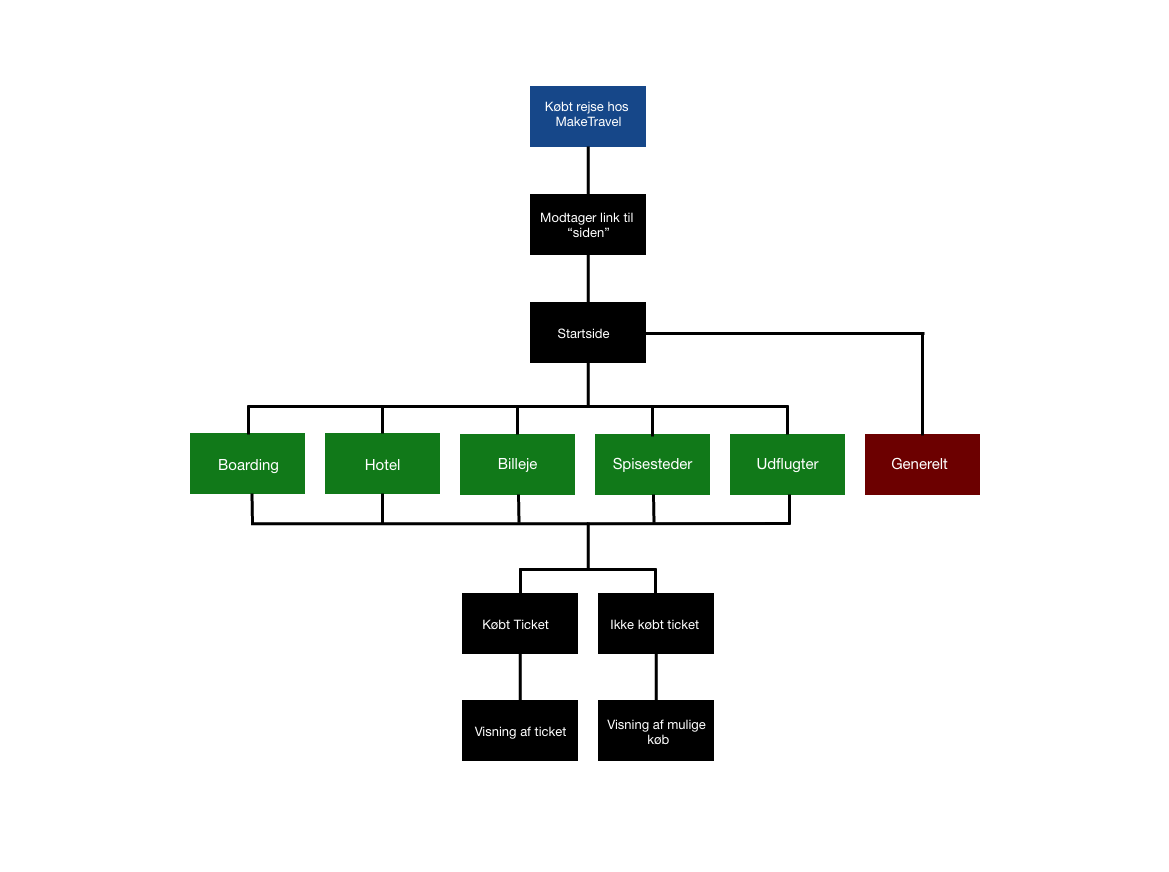 Købt rejse hos
MakeTravel
Modtager link til
“siden”
Startside
Boarding
Hotel
Billeje
Spisesteder
Udflugter
Generelt
Købt Ticket
Ikke købt ticket
Visning af ticket
Visning af mulige
køb